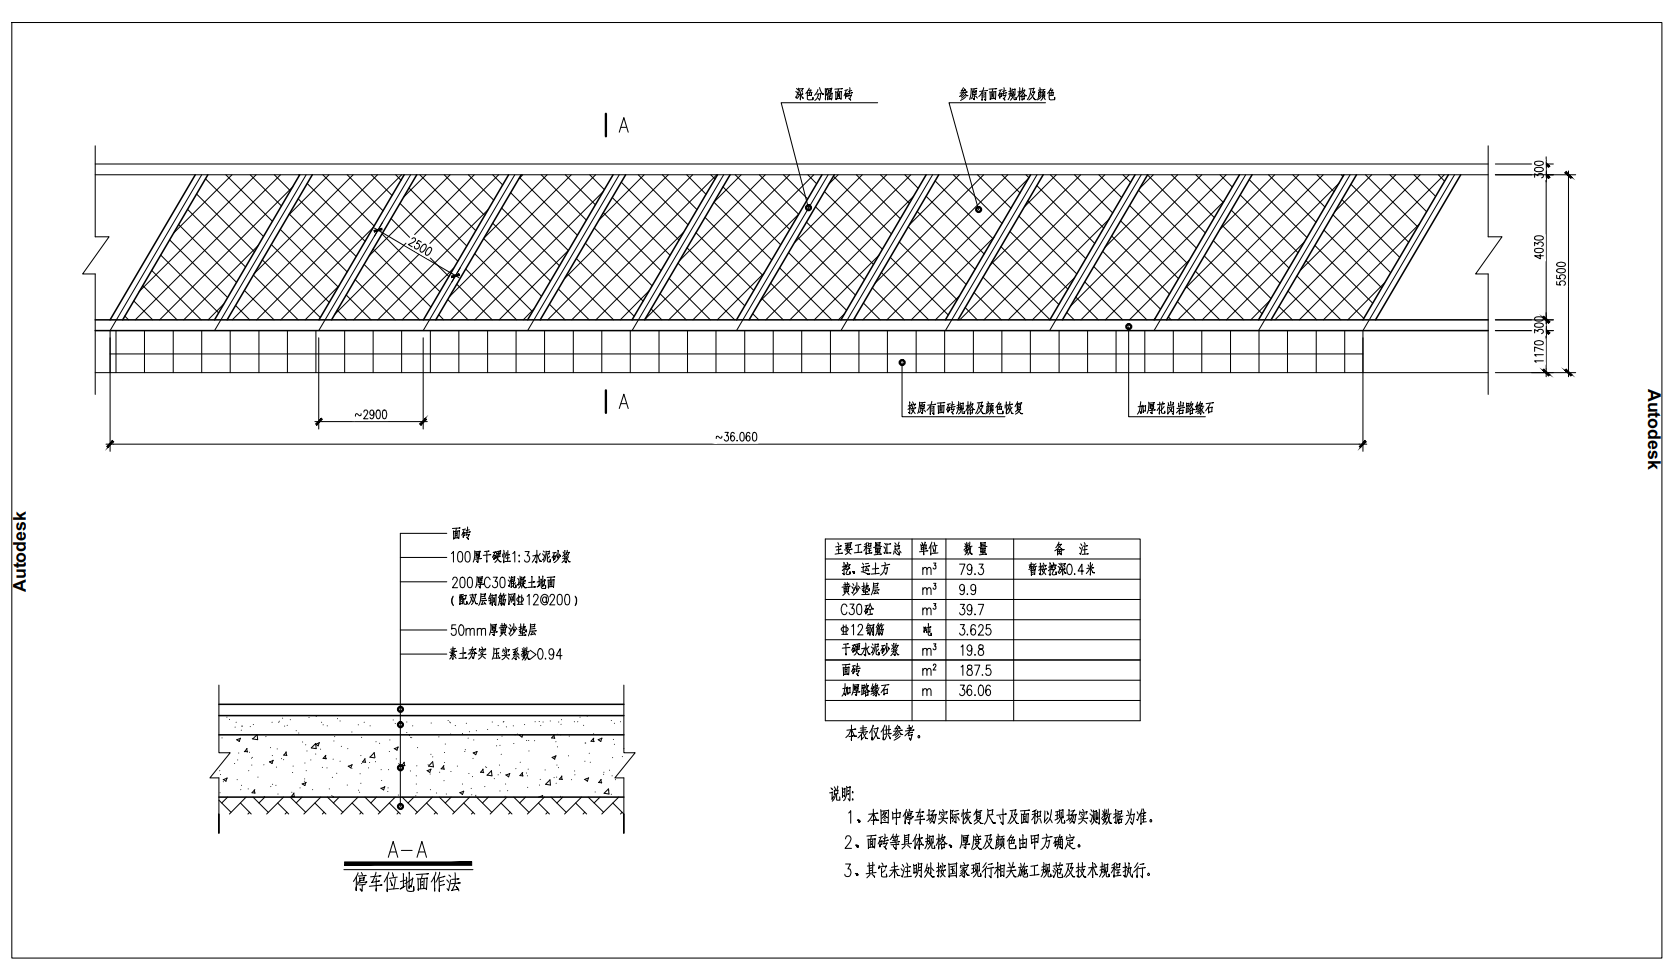 深色分隔面砖
参原有面砖规格及颜色
A
300
4030
5500
300
1170
2500
A
~2900
按原有面砖规格及颜色恢复
加厚花岗岩路缘石
~36.060
Autodesk
Autodesk
面砖
100厚干硬性1:3水泥砂浆
200厚C30混凝土地面
(配双层钢筋网⏀12@200)
50mm厚黄沙垫层
素土夯实 压实系数>0.94
A-A
停车位地面作法
主要工程量汇总 单位 数量 备 注
挖、运土方 m³ 79.3 暂按挖深0.4米
黄沙垫层 m³ 9.9
C30砼 m³ 39.7
⏀12钢筋 吨 3.625
干硬水泥砂浆 m³ 19.8
面砖 m² 187.5
加厚路缘石 m 36.06
本表仅供参考。
说明:
1、本图中停车场实际恢复尺寸及面积以现场实测数据为准。
2、面砖等具体规格、厚度及颜色由甲方确定。
3、其它未注明处按国家现行相关施工规范及技术规程执行。